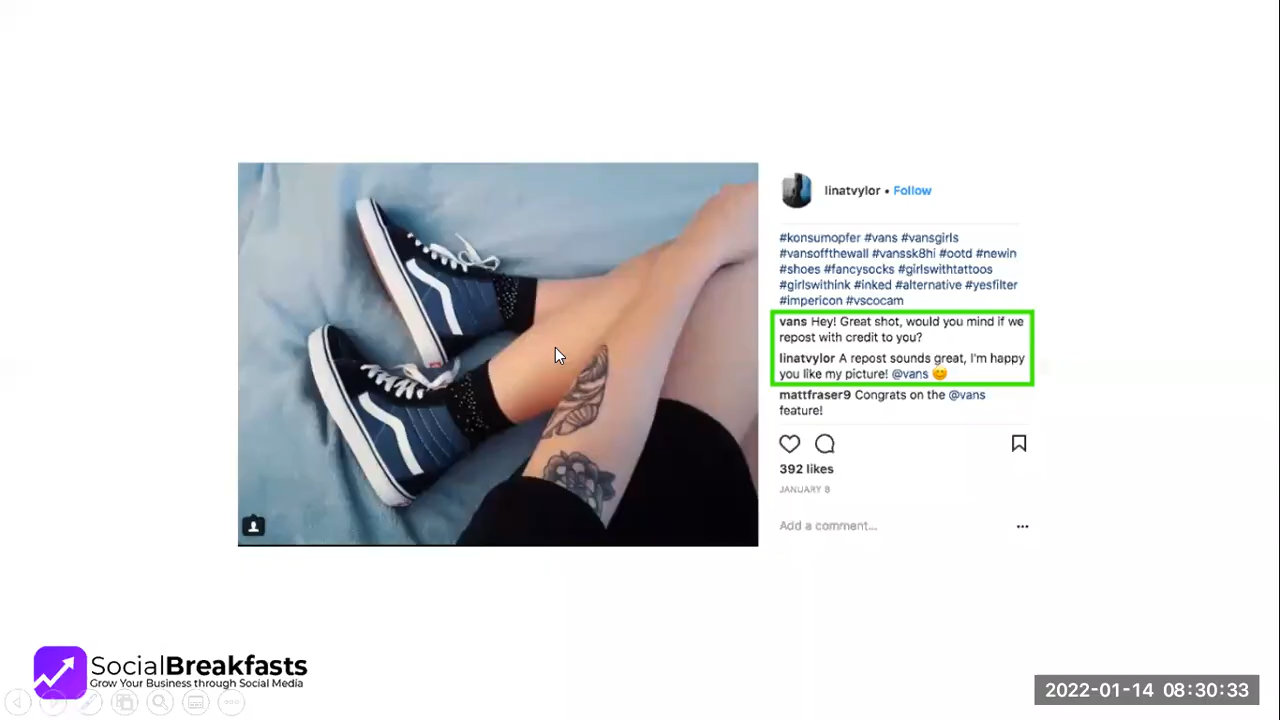 linatvylor • Follow
#konsumopfer #vans #vansgirls
#vansoffthewall #vanssk8hi #ootd #newin
#shoes #fancysocks #girlswithtattoos
#girlswithink #inked #alternative #yesfilter
#impericon #vscocam
vans Hey! Great shot, would you mind if we
repost with credit to you?
linatvylor A repost sounds great, I'm happy
you like my picture! @vans 😊
mattfraser9 Congrats on the @vans
feature!
392 likes
JANUARY 8
Add a comment...
SocialBreakfasts
Grow Your Business through Social Media
2022-01-14 08:30:33